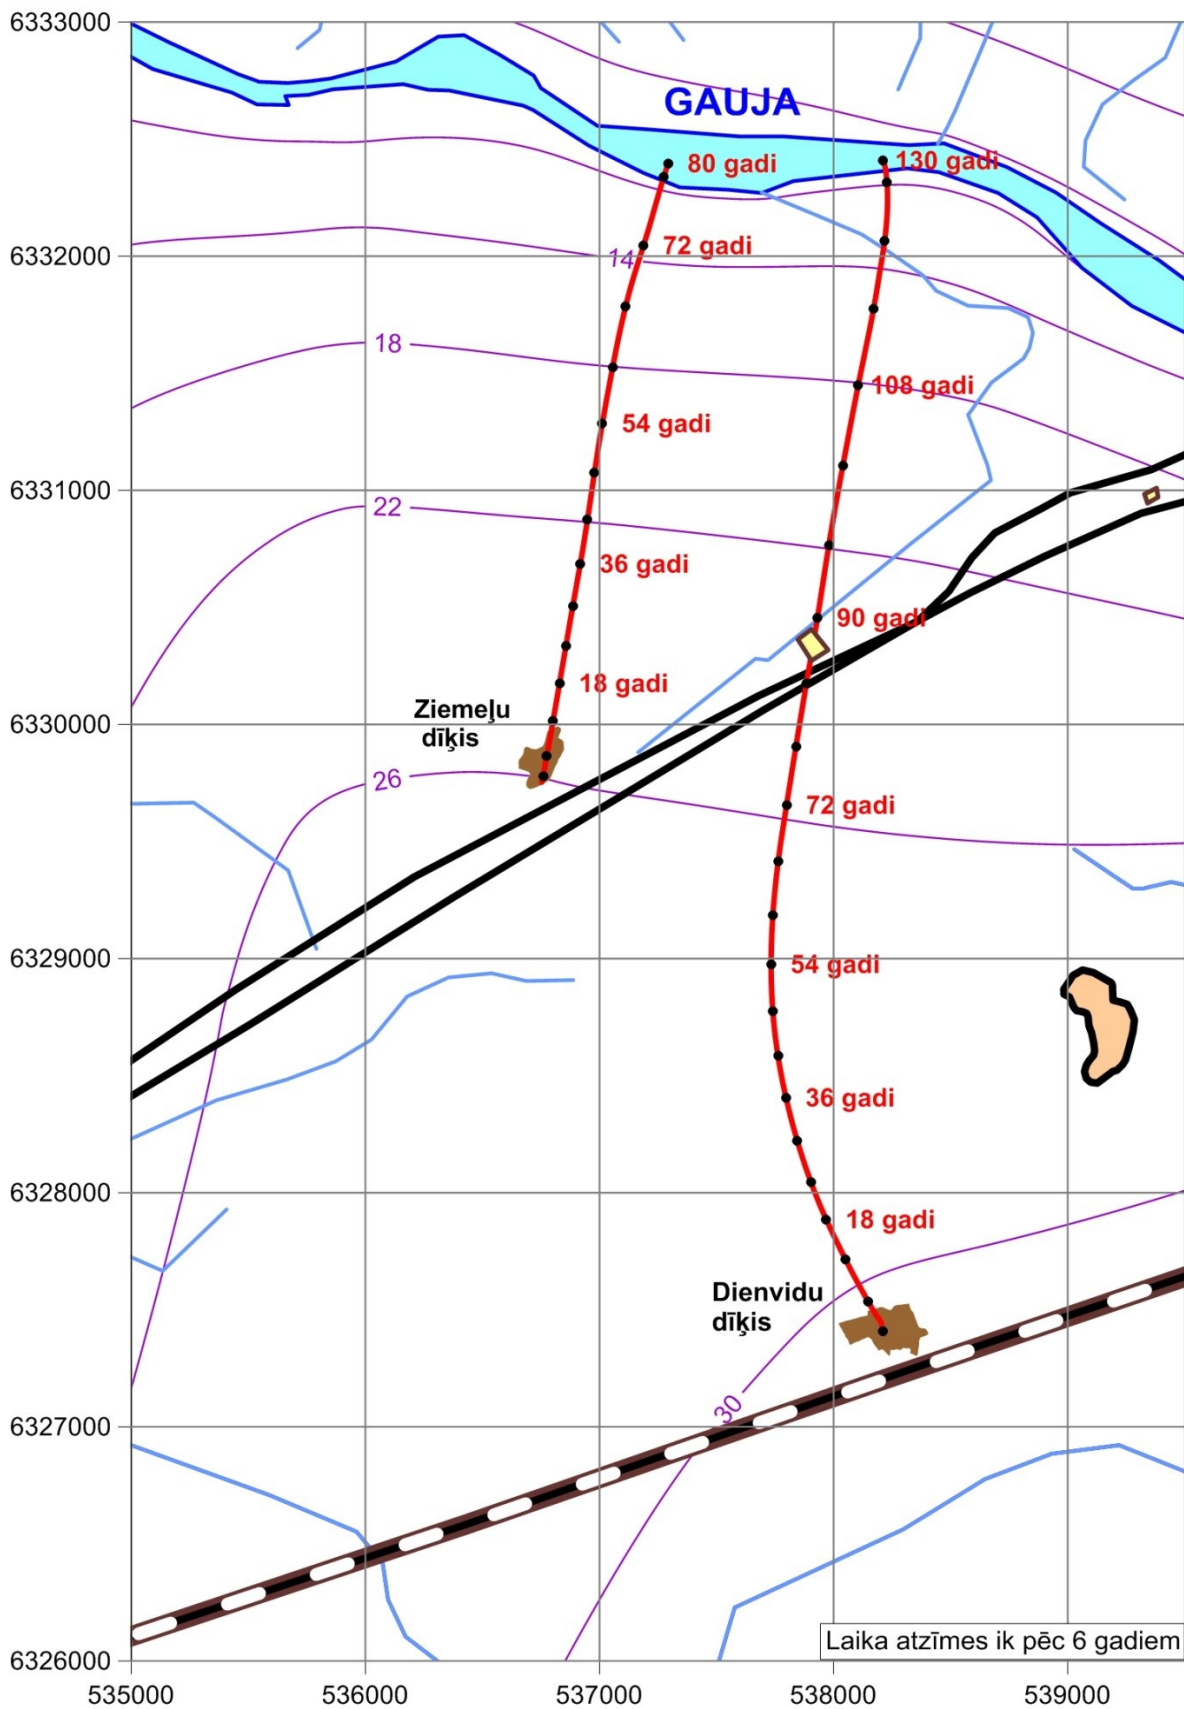 6333000
GAUJA
80 gadi
130 gadi
72 gadi
6332000
14
18
108 gadi
54 gadi
6331000
22
36 gadi
90 gadi
18 gadi
Ziemeļu
dīķis
6330000
26
72 gadi
6329000
54 gadi
36 gadi
6328000
18 gadi
Dienvidu
dīķis
30
6327000
Laika atzīmes ik pēc 6 gadiem
6326000
535000
536000
537000
538000
539000